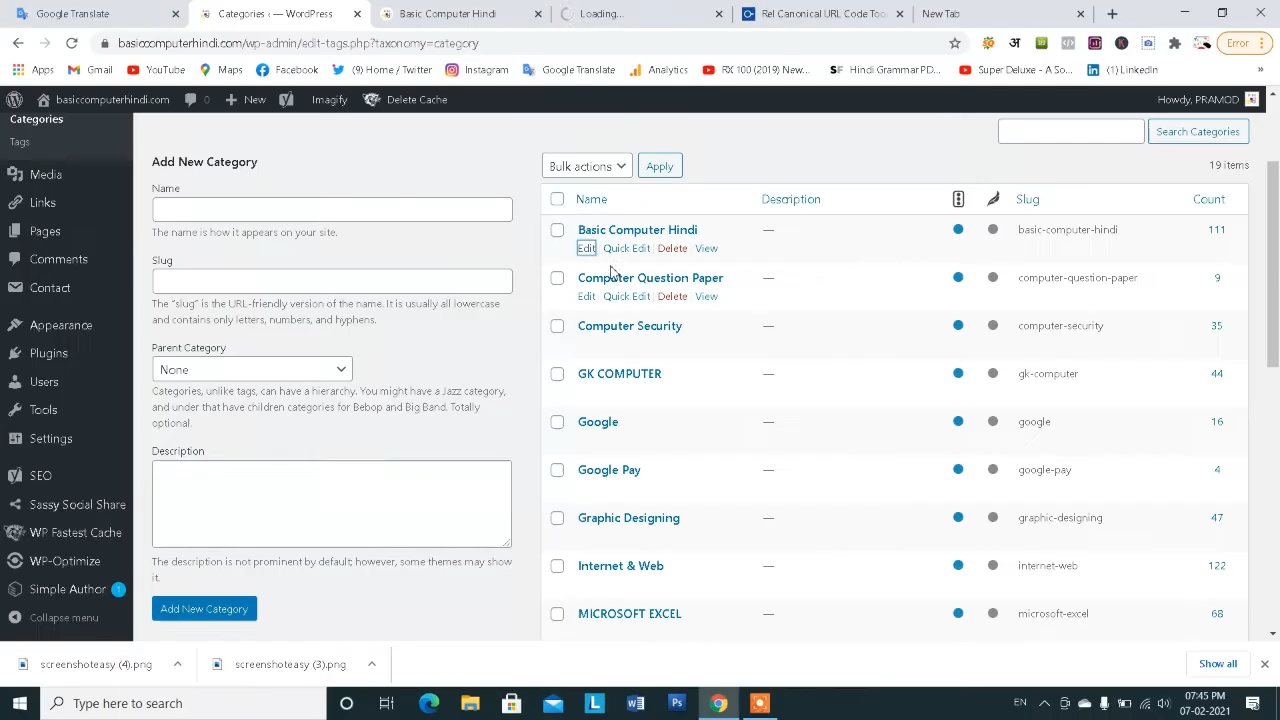 Google Translate
Categories ‹ — WordPress
Basic Computer Hindi
Loading...
Rel Canonical URL Code Too
New Tab
basiccomputerhindi.com/wp-admin/edit-tags.php?taxonomy=category
अ
Error
Apps
Gmail
YouTube
Maps
Facebook
(9) Home / Twitter
Instagram
Google Translate
Analytics
RX 100 (2019) New...
SF Hindi Grammar PD...
Super Deluxe - A So...
(1) LinkedIn
»
basiccomputerhindi.com
0
New
Imagify
Delete Cache
Howdy, PRAMOD
Categories
Tags
Media
Links
Pages
Comments
Contact
Appearance
Plugins
Users
Tools
Settings
SEO
Sassy Social Share
WP Fastest Cache
WP-Optimize
Simple Author 1
Collapse menu
Add New Category
Name
The name is how it appears on your site.
Slug
The “slug” is the URL-friendly version of the name. It is usually all lowercase
and contains only letters, numbers, and hyphens.
Parent Category
None
Categories, unlike tags, can have a hierarchy. You might have a Jazz category,
and under that have children categories for Bebop and Big Band. Totally
optional.
Description
The description is not prominent by default; however, some themes may show
it.
Add New Category
Search Categories
Bulk actions
Apply
19 items
Name Description Slug Count
Basic Computer Hindi — basic-computer-hindi 111
Edit Quick Edit | Delete View
Computer Question Paper — computer-question-paper 9
Edit Quick Edit | Delete View
Computer Security — computer-security 35
GK COMPUTER — gk-computer 44
Google — google 16
Google Pay — google-pay 4
Graphic Designing — graphic-designing 47
Internet & Web — internet-web 122
MICROSOFT EXCEL — microsoft-excel 68
screenshoteasy (4).png
screenshoteasy (3).png
Show all
Type here to search
L
W
Ps
EN
07:45 PM
07-02-2021